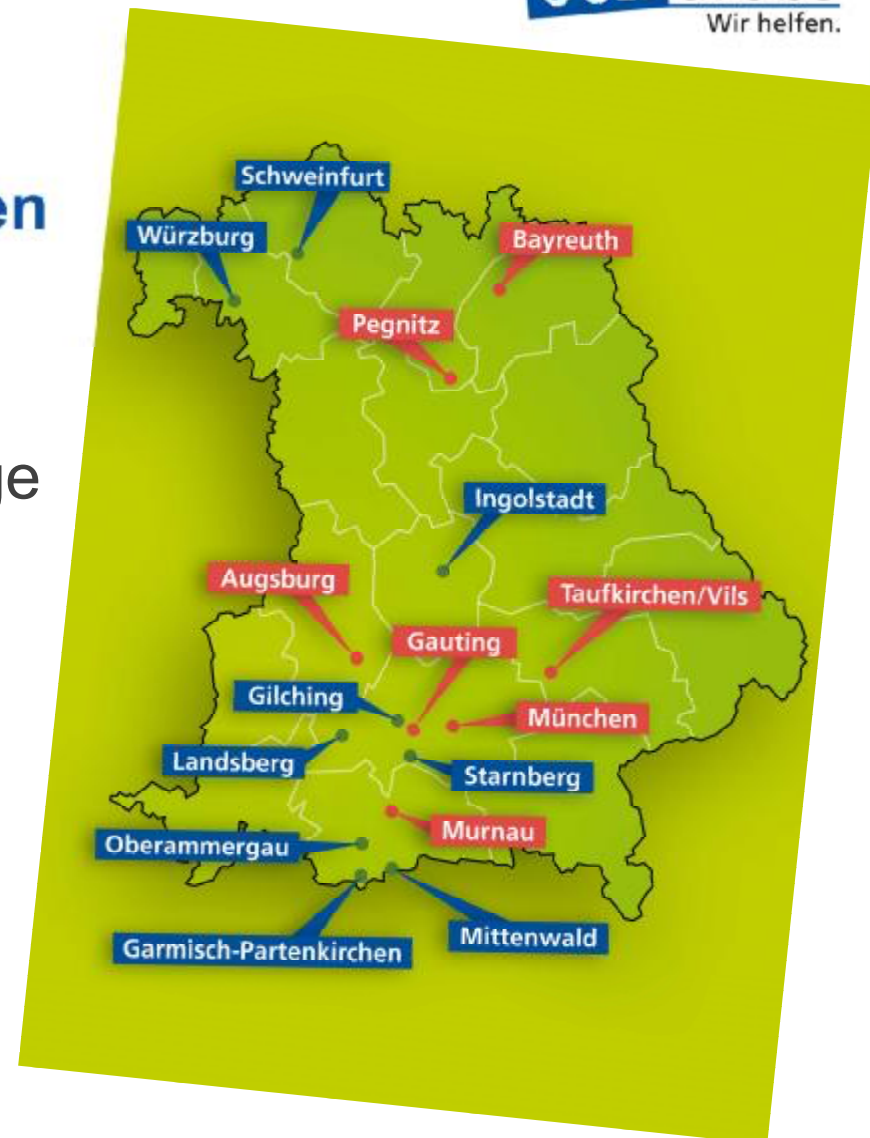 Wir helfen.
en
ge
Schweinfurt
Würzburg
Bayreuth
Pegnitz
Ingolstadt
Augsburg
Taufkirchen/Vils
Gauting
Gilching
München
Landsberg
Starnberg
Murnau
Oberammergau
Mittenwald
Garmisch-Partenkirchen